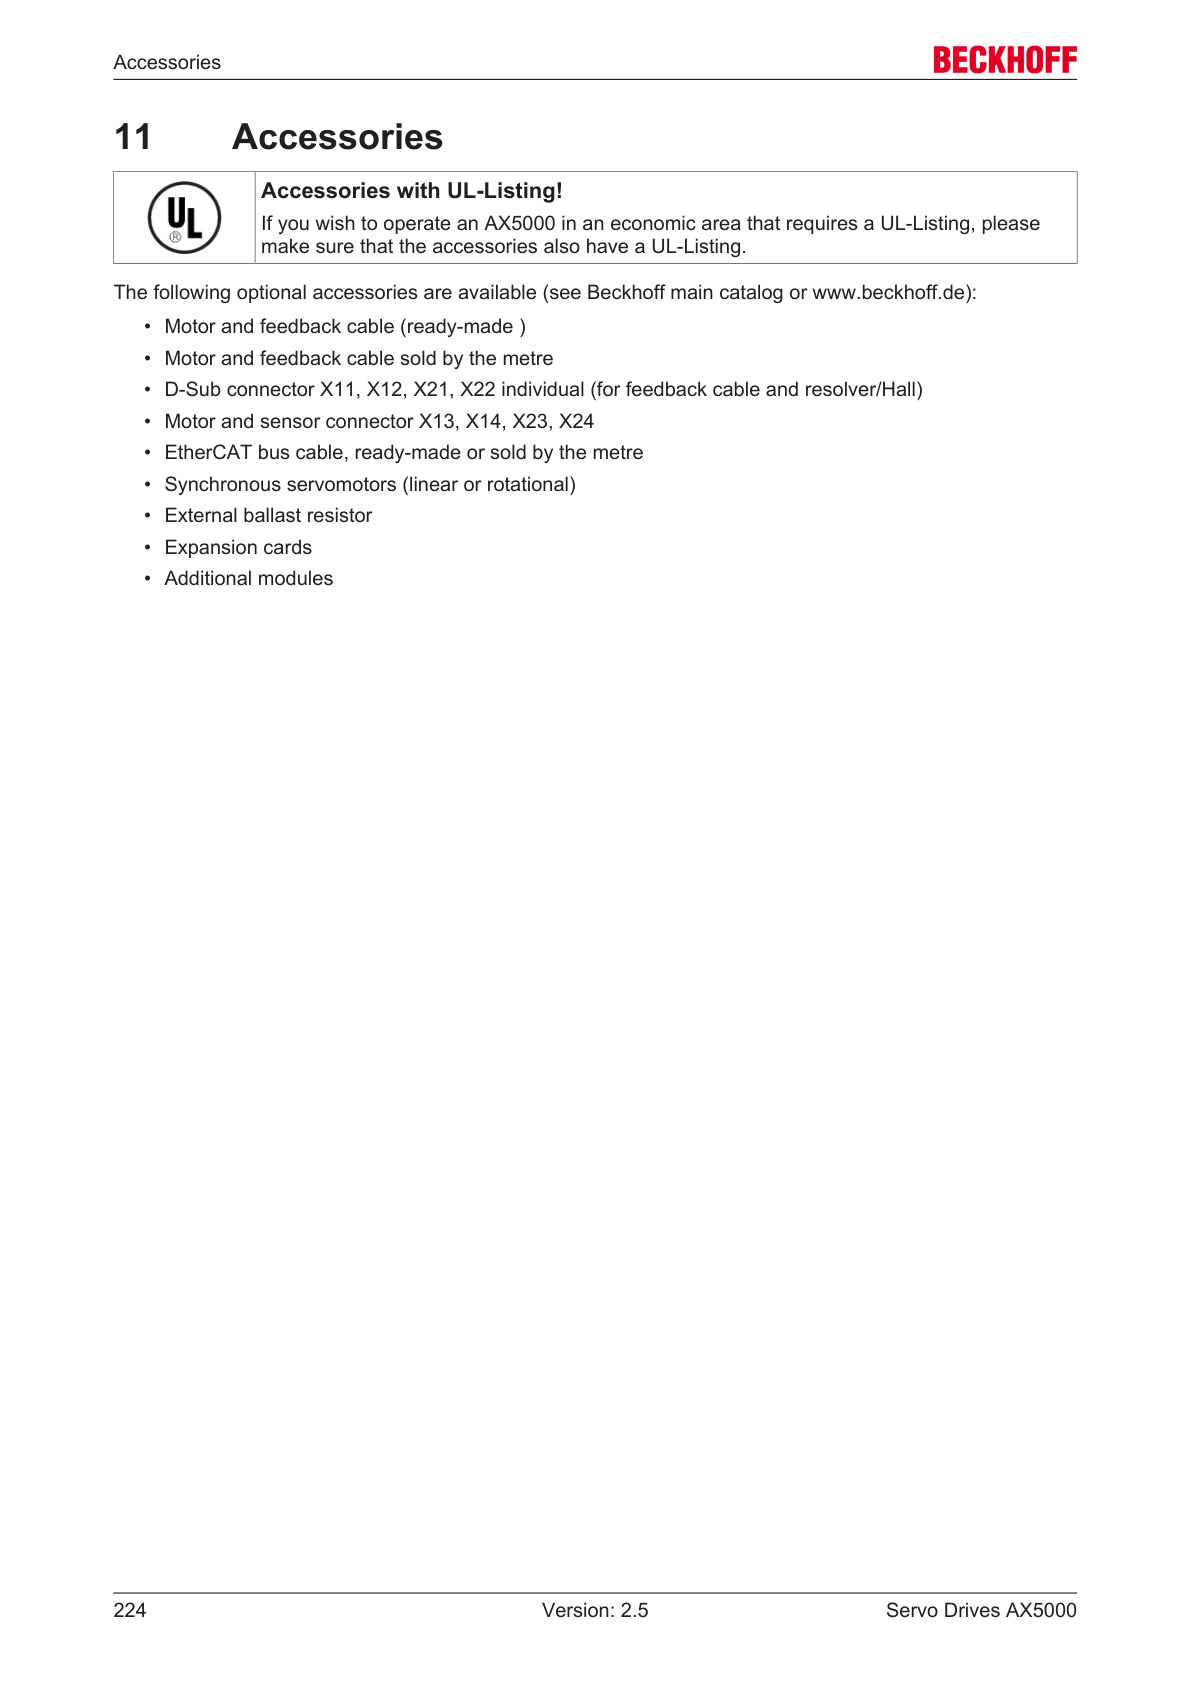 Accessories
BECKHOFF
11 Accessories
UL
®
Accessories with UL-Listing!
If you wish to operate an AX5000 in an economic area that requires a UL-Listing, please
make sure that the accessories also have a UL-Listing.
The following optional accessories are available (see Beckhoff main catalog or www.beckhoff.de):
• Motor and feedback cable (ready-made )
• Motor and feedback cable sold by the metre
• D-Sub connector X11, X12, X21, X22 individual (for feedback cable and resolver/Hall)
• Motor and sensor connector X13, X14, X23, X24
• EtherCAT bus cable, ready-made or sold by the metre
• Synchronous servomotors (linear or rotational)
• External ballast resistor
• Expansion cards
• Additional modules
224 Version: 2.5 Servo Drives AX5000